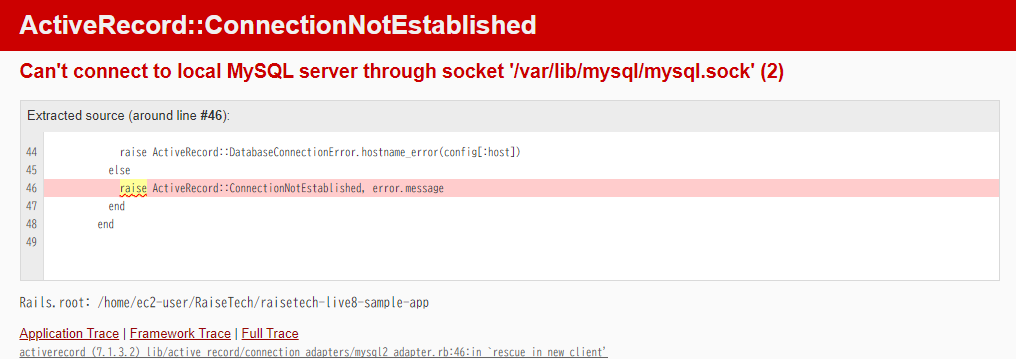 ActiveRecord::ConnectionNotEstablished
Can't connect to local MySQL server through socket '/var/lib/mysql/mysql.sock' (2)
Extracted source (around line #46):
44 raise ActiveRecord::DatabaseConnectionError.hostname_error(config[:host])
45 else
46 raise ActiveRecord::ConnectionNotEstablished, error.message
47 end
48 end
49
Rails.root: /home/ec2-user/RaiseTech/raisetech-live8-sample-app
Application Trace | Framework Trace | Full Trace
activerecord (7.1.3.2) lib/active_record/connection_adapters/mysql2_adapter.rb:46:in `rescue in new_client'